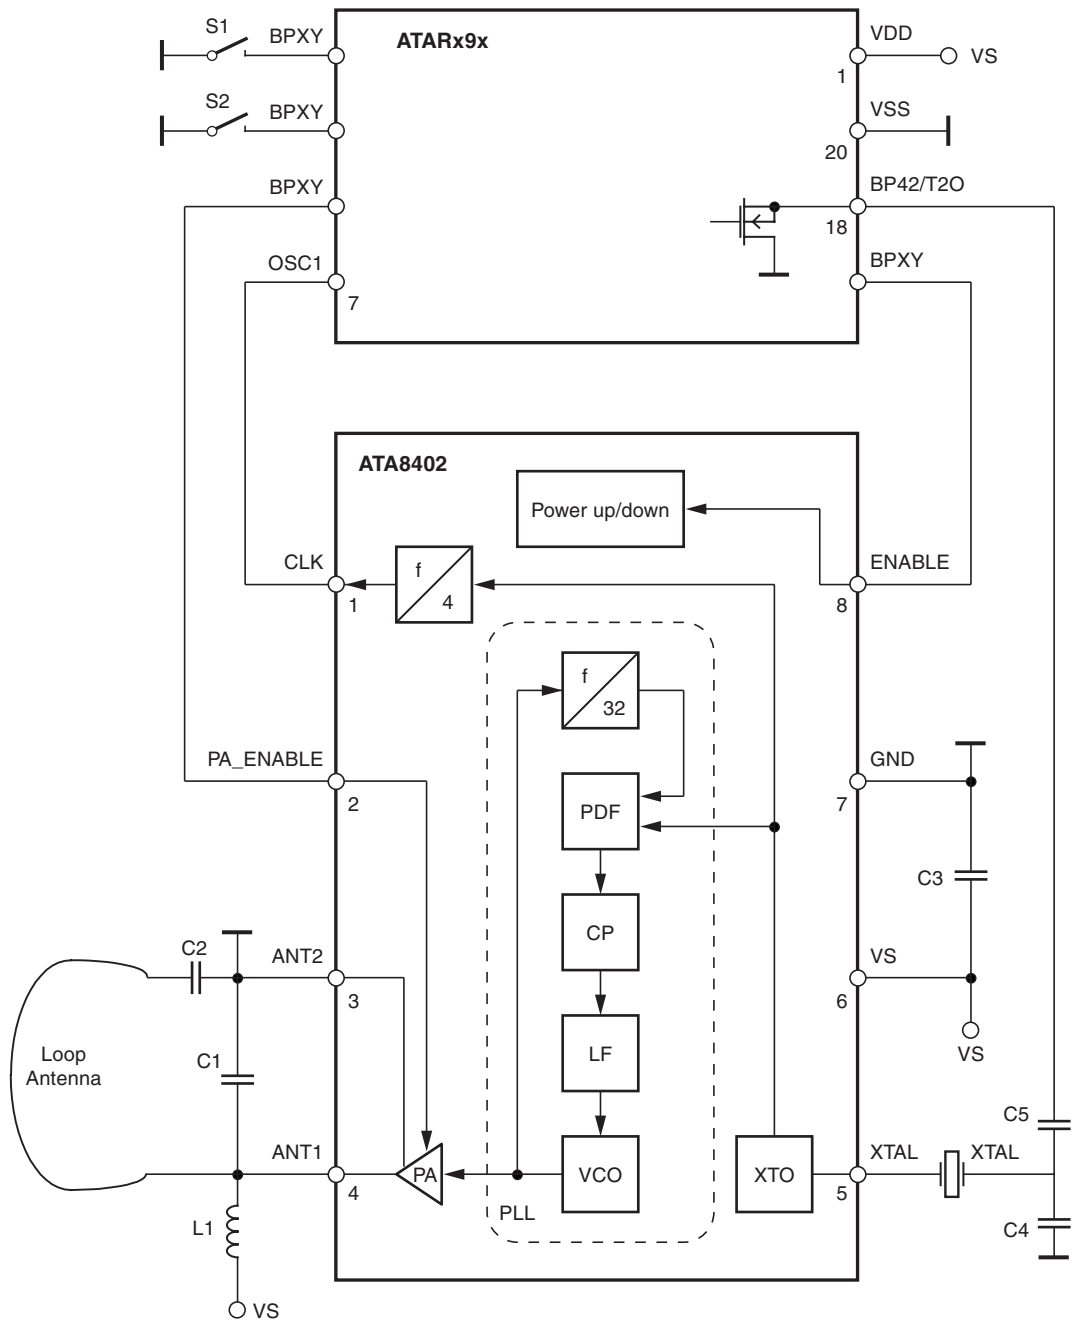 S1
BPXY
ATARx9x
VDD
1
VS
S2
BPXY
VSS
20
BPXY
BP42/T2O
18
OSC1
7
BPXY
ATA8402
Power up/down
CLK
1
f
4
ENABLE
8
f
32
PA_ENABLE
2
PDF
GND
7
C3
CP
C2
ANT2
3
VS
6
VS
Loop
Antenna
C1
LF
C5
ANT1
4
PA
VCO
XTO
XTAL
5
XTAL
PLL
L1
C4
VS